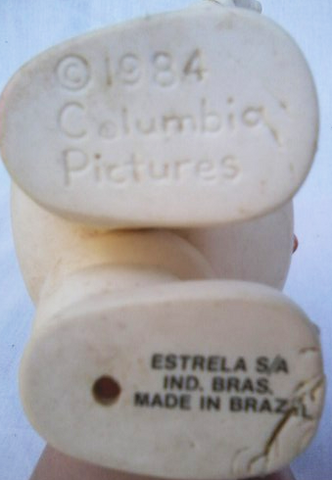 ©1984
Columbia
Pictures
ESTRELA S/A
IND. BRAS.
MADE IN BRAZIL